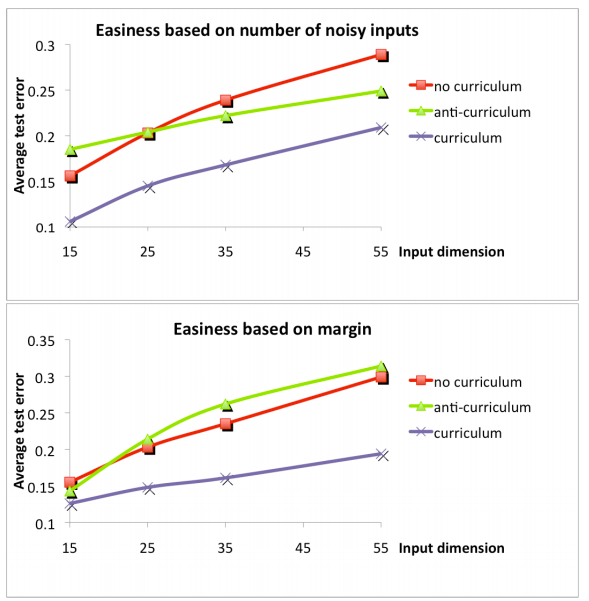 Easiness based on number of noisy inputs
Average test error
0.3
0.25
0.2
0.15
0.1
15 25 35 45 55 Input dimension
no curriculum
anti-curriculum
curriculum
Easiness based on margin
Average test error
0.35
0.3
0.25
0.2
0.15
0.1
15 25 35 45 55 Input dimension
no curriculum
anti-curriculum
curriculum